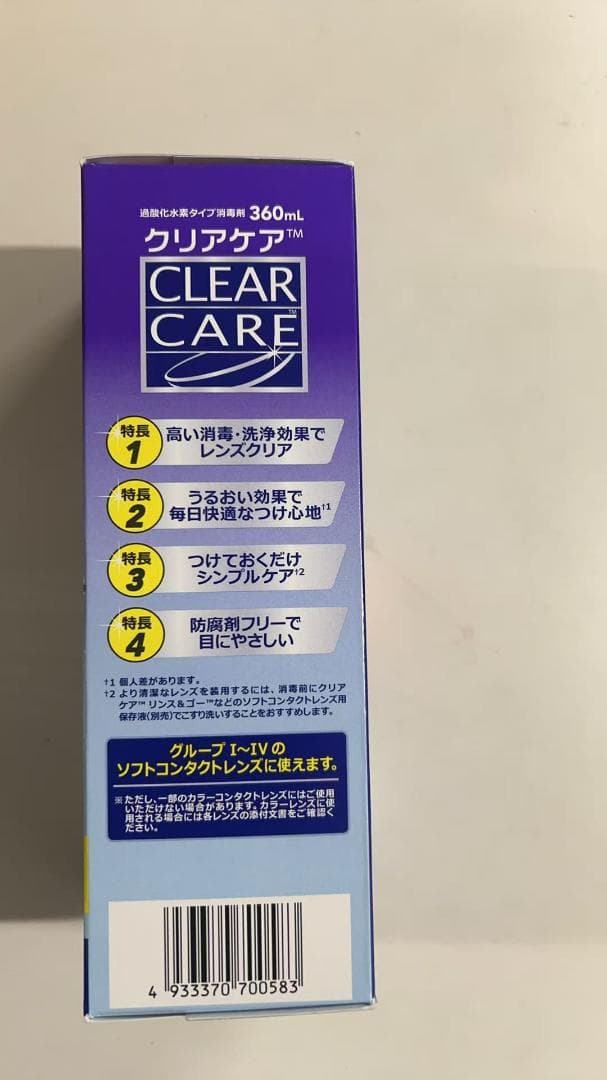 過酸化水素タイプ消毒剤 360mL
クリアケア™
CLEAR
CARE™
特長
1
高い消毒・洗浄効果で
レンズクリア
特長
2
うるおい効果で
毎日快適なつけ心地†1
特長
3
つけておくだけ
シンプルケア†2
特長
4
防腐剤フリーで
目にやさしい
†1 個人差があります。
†2 より清潔なレンズを装用するには、消毒前にクリア
ケア™ リンス&ゴー™などのソフトコンタクトレンズ用
保存液(別売)でこすり洗いすることをおすすめします。
グループ I〜IV の
ソフトコンタクトレンズに使えます。
※ただし、一部のカラーコンタクトレンズにはご使用
いただけない場合があります。カラーレンズに使
用される場合には各レンズの添付文書をご確認く
ださい。
4 933370 700583